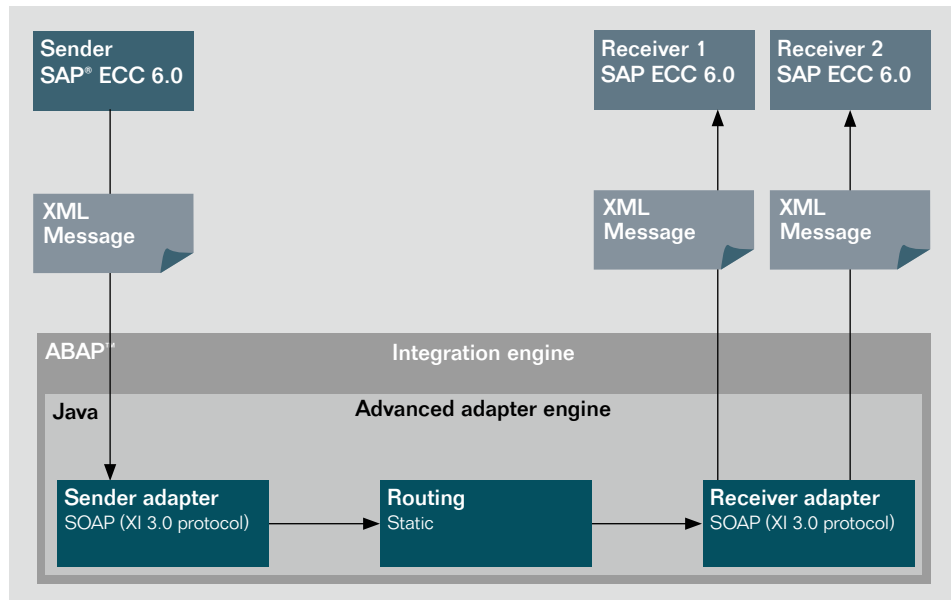 Sender
SAP® ECC 6.0
Receiver 1
SAP ECC 6.0
Receiver 2
SAP ECC 6.0
XML
Message
XML
Message
XML
Message
ABAP™
Integration engine
Java
Advanced adapter engine
Sender adapter
SOAP (XI 3.0 protocol)
Routing
Static
Receiver adapter
SOAP (XI 3.0 protocol)